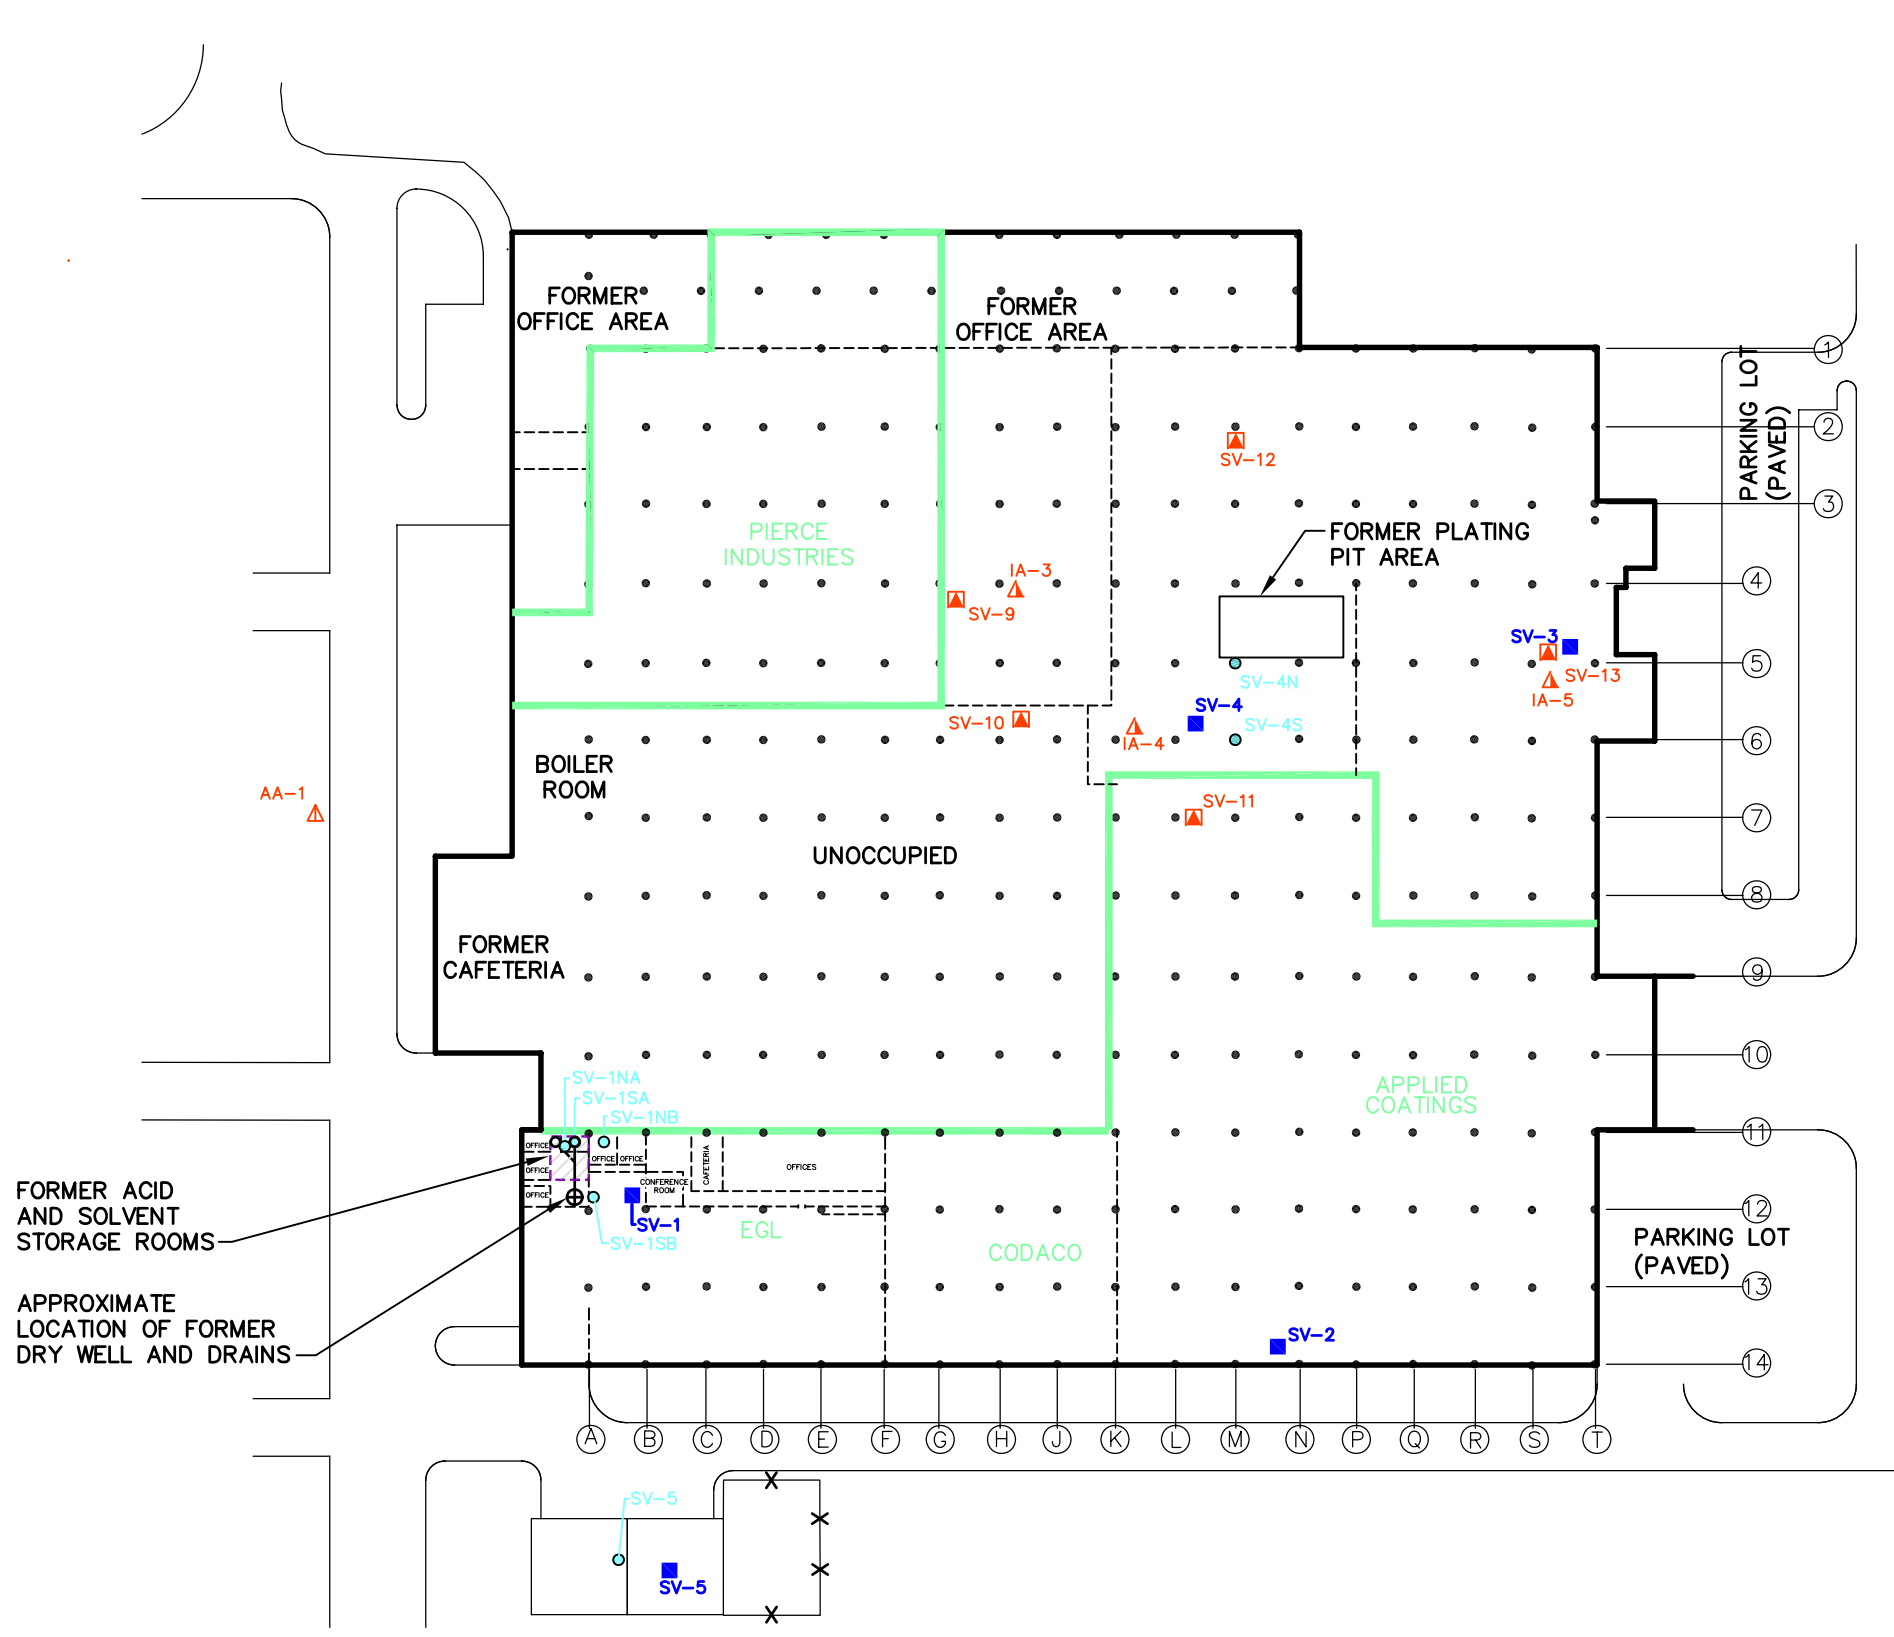 FORMER
OFFICE AREA
FORMER
OFFICE AREA
1
PARKING LOT
(PAVED)
2
SV-12
3
PIERCE
INDUSTRIES
FORMER PLATING
PIT AREA
IA-3
SV-9
4
SV-3
5
SV-13
SV-4N
IA-5
SV-4
SV-10
SV-4S
IA-4
6
BOILER
ROOM
AA-1
SV-11
7
UNOCCUPIED
8
FORMER
CAFETERIA
9
10
SV-1NA
SV-1SA
SV-1NB
APPLIED
COATINGS
11
OFFICE
OFFICE
OFFICE
OFFICE
OFFICE
CAFETERIA
OFFICES
CONFERENCE
ROOM
FORMER ACID
AND SOLVENT
STORAGE ROOMS
SV-1
SV-1SB
EGL
CODACO
12
PARKING LOT
(PAVED)
13
APPROXIMATE
LOCATION OF FORMER
DRY WELL AND DRAINS
SV-2
14
A B C D E F G H J K L M N P Q R S T
SV-5
SV-5